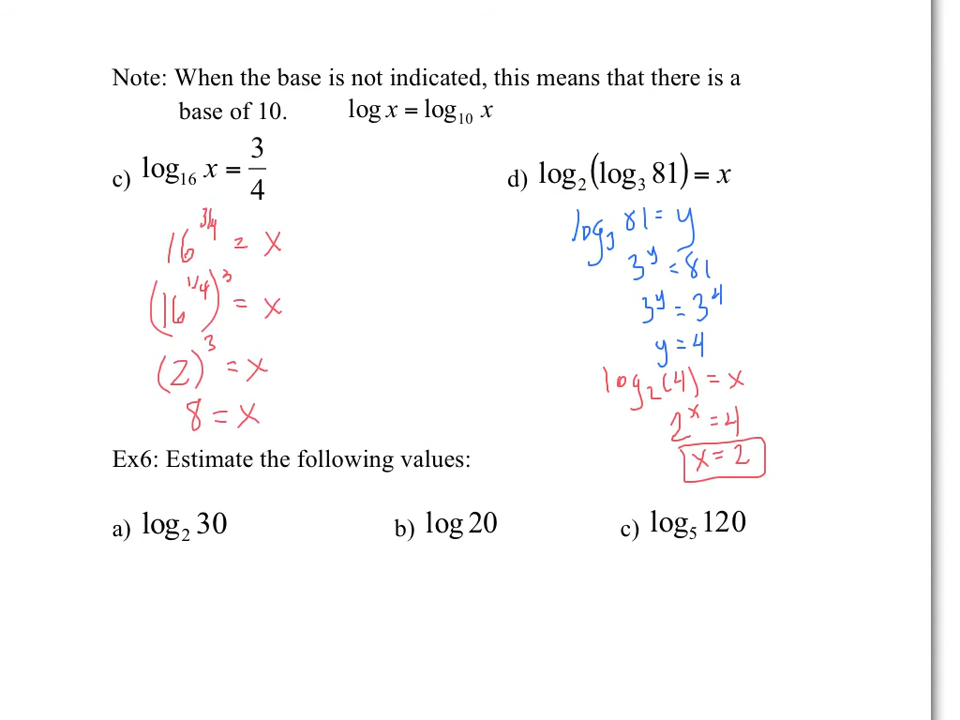 Note: When the base is not indicated, this means that there is a
base of 10. log x = log₁₀ x
c) log₁₆ x = 3/4
16^3/4 = x
(16^1/4)^3 = x
(2)^3 = x
8 = x
d) log₂(log₃ 81) = x
log₃ 81 = y
3^y = 81
3^y = 3^4
y = 4
log₂(4) = x
2^x = 4
x = 2
Ex6: Estimate the following values:
a) log₂ 30 b) log 20 c) log₅ 120